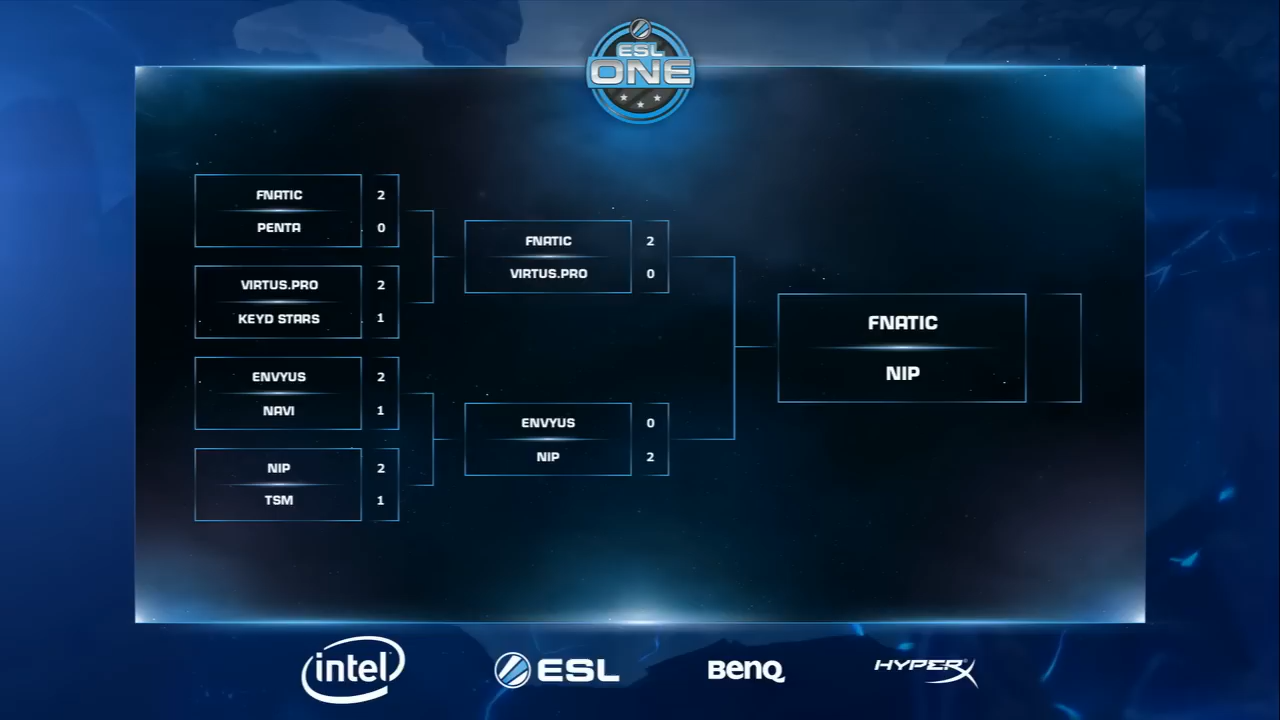 ESL
ONE
FNATIC 2
PENTA 0
VIRTUS.PRO 2
KEYD STARS 1
ENVYUS 2
NAVI 1
NIP 2
TSM 1
FNATIC 2
VIRTUS.PRO 0
ENVYUS 0
NIP 2
FNATIC
NIP
intel ESL BenQ HYPERX